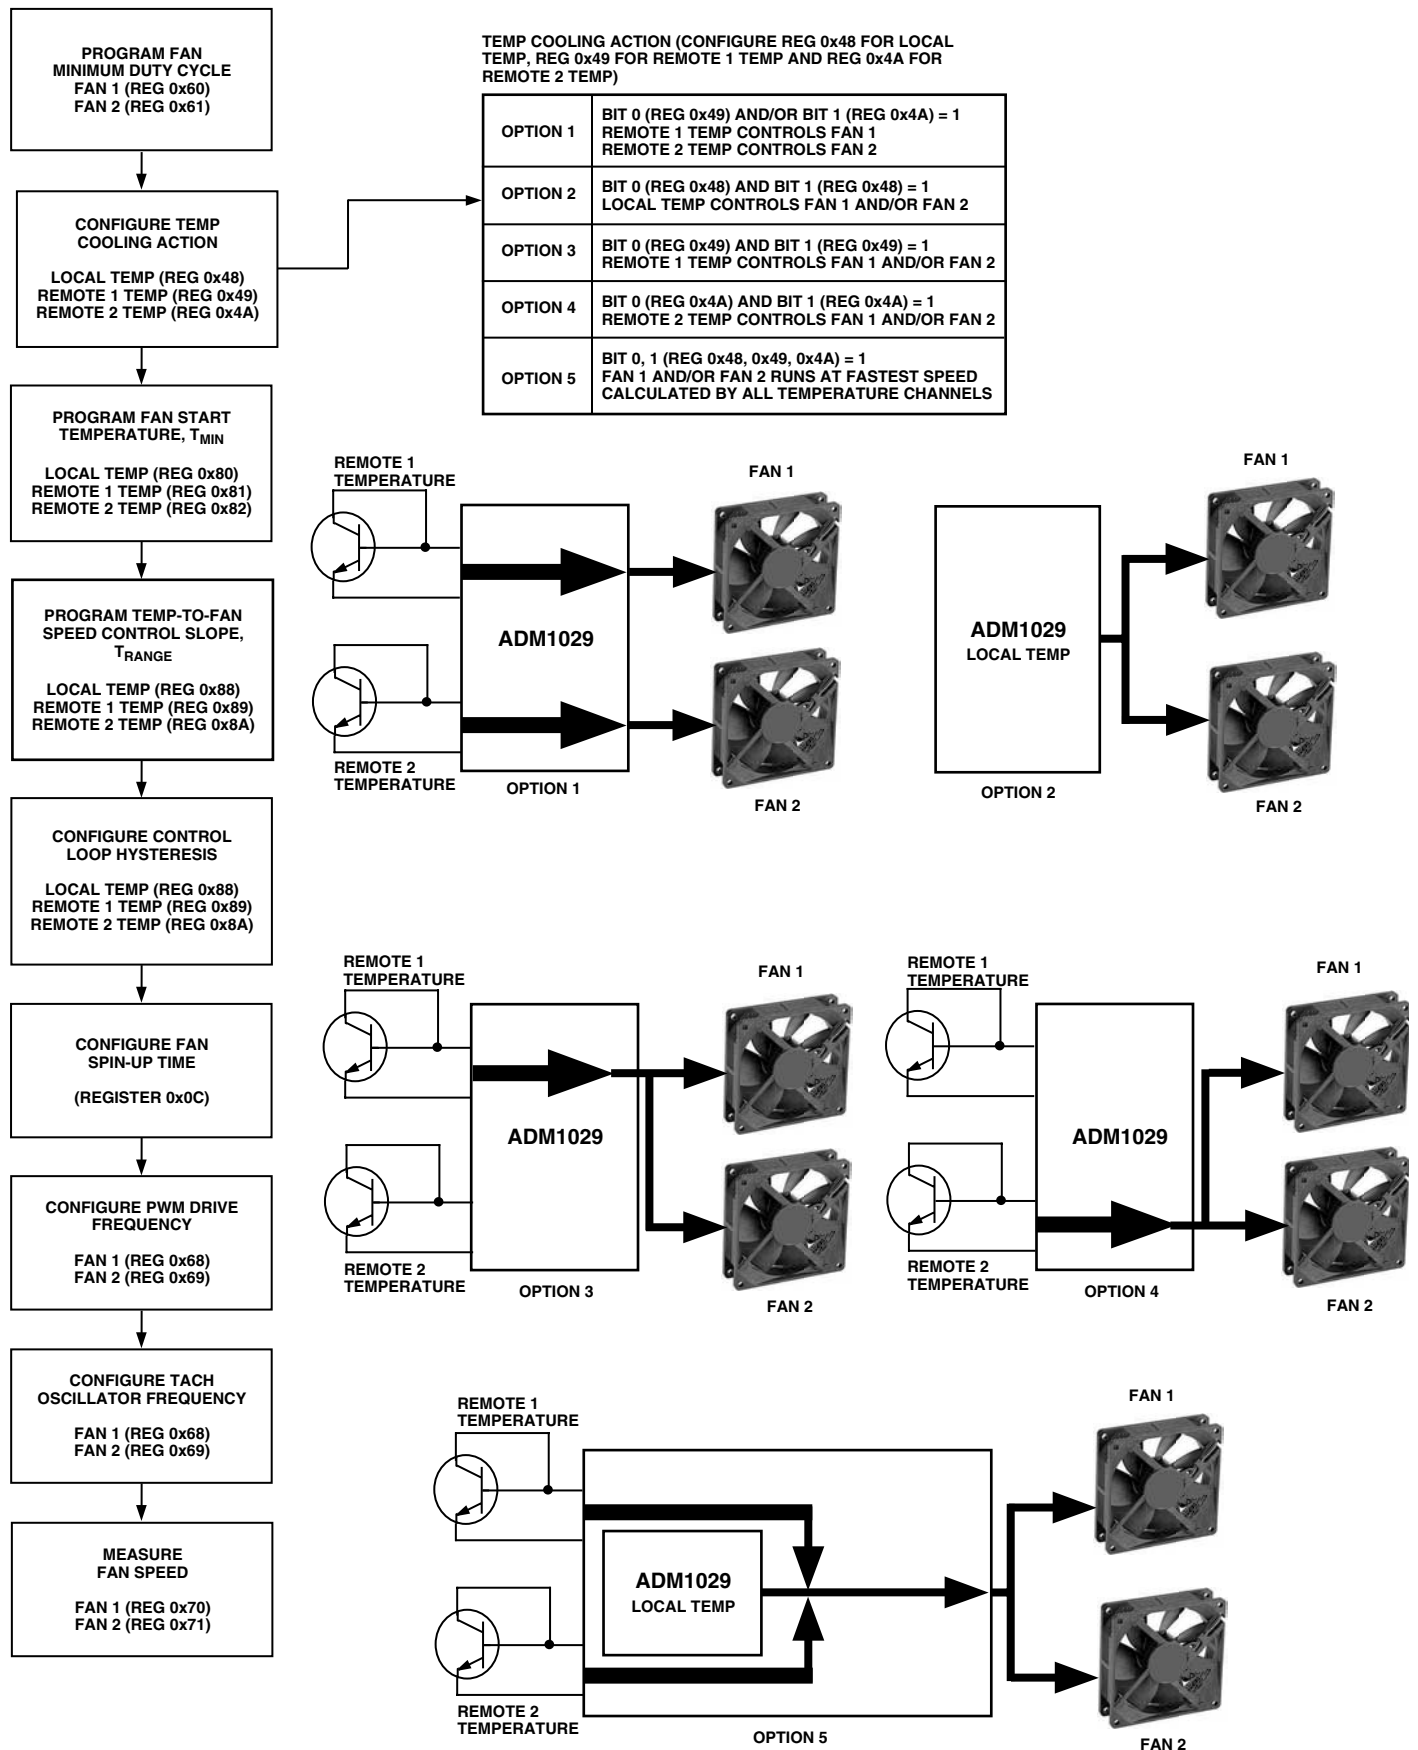 PROGRAM FAN
MINIMUM DUTY CYCLE
FAN 1 (REG 0x60)
FAN 2 (REG 0x61)
CONFIGURE TEMP
COOLING ACTION
LOCAL TEMP (REG 0x48)
REMOTE 1 TEMP (REG 0x49)
REMOTE 2 TEMP (REG 0x4A)
PROGRAM FAN START
TEMPERATURE, TMIN
LOCAL TEMP (REG 0x80)
REMOTE 1 TEMP (REG 0x81)
REMOTE 2 TEMP (REG 0x82)
PROGRAM TEMP-TO-FAN
SPEED CONTROL SLOPE,
TRANGE
LOCAL TEMP (REG 0x88)
REMOTE 1 TEMP (REG 0x89)
REMOTE 2 TEMP (REG 0x8A)
CONFIGURE CONTROL
LOOP HYSTERESIS
LOCAL TEMP (REG 0x88)
REMOTE 1 TEMP (REG 0x89)
REMOTE 2 TEMP (REG 0x8A)
CONFIGURE FAN
SPIN-UP TIME
(REGISTER 0x0C)
CONFIGURE PWM DRIVE
FREQUENCY
FAN 1 (REG 0x68)
FAN 2 (REG 0x69)
CONFIGURE TACH
OSCILLATOR FREQUENCY
FAN 1 (REG 0x68)
FAN 2 (REG 0x69)
MEASURE
FAN SPEED
FAN 1 (REG 0x70)
FAN 2 (REG 0x71)
TEMP COOLING ACTION (CONFIGURE REG 0x48 FOR LOCAL
TEMP, REG 0x49 FOR REMOTE 1 TEMP AND REG 0x4A FOR
REMOTE 2 TEMP)
OPTION 1
BIT 0 (REG 0x49) AND/OR BIT 1 (REG 0x4A) = 1
REMOTE 1 TEMP CONTROLS FAN 1
REMOTE 2 TEMP CONTROLS FAN 2
OPTION 2
BIT 0 (REG 0x48) AND BIT 1 (REG 0x48) = 1
LOCAL TEMP CONTROLS FAN 1 AND/OR FAN 2
OPTION 3
BIT 0 (REG 0x49) AND BIT 1 (REG 0x49) = 1
REMOTE 1 TEMP CONTROLS FAN 1 AND/OR FAN 2
OPTION 4
BIT 0 (REG 0x4A) AND BIT 1 (REG 0x4A) = 1
REMOTE 2 TEMP CONTROLS FAN 1 AND/OR FAN 2
OPTION 5
BIT 0, 1 (REG 0x48, 0x49, 0x4A) = 1
FAN 1 AND/OR FAN 2 RUNS AT FASTEST SPEED
CALCULATED BY ALL TEMPERATURE CHANNELS
REMOTE 1
TEMPERATURE
FAN 1
ADM1029
REMOTE 2
TEMPERATURE
OPTION 1
FAN 2
FAN 1
ADM1029
LOCAL TEMP
OPTION 2
FAN 2
REMOTE 1
TEMPERATURE
FAN 1
ADM1029
REMOTE 2
TEMPERATURE
OPTION 3
FAN 2
REMOTE 1
TEMPERATURE
FAN 1
ADM1029
REMOTE 2
TEMPERATURE
OPTION 4
FAN 2
REMOTE 1
TEMPERATURE
FAN 1
ADM1029
LOCAL TEMP
REMOTE 2
TEMPERATURE
OPTION 5
FAN 2